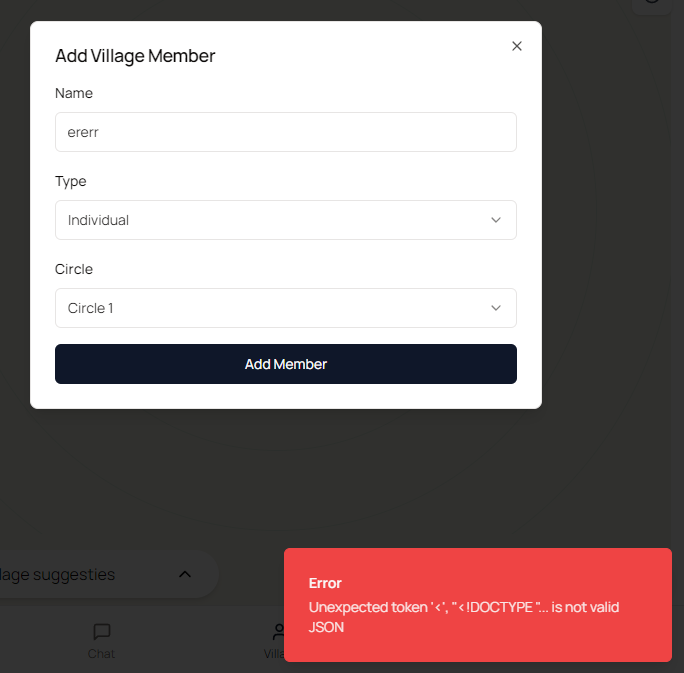 Add Village Member
Name
ererr
Type
Individual
Circle
Circle 1
Add Member
lage suggesties
Error
Unexpected token '<', "<!DOCTYPE "... is not valid
JSON
Chat
Villa